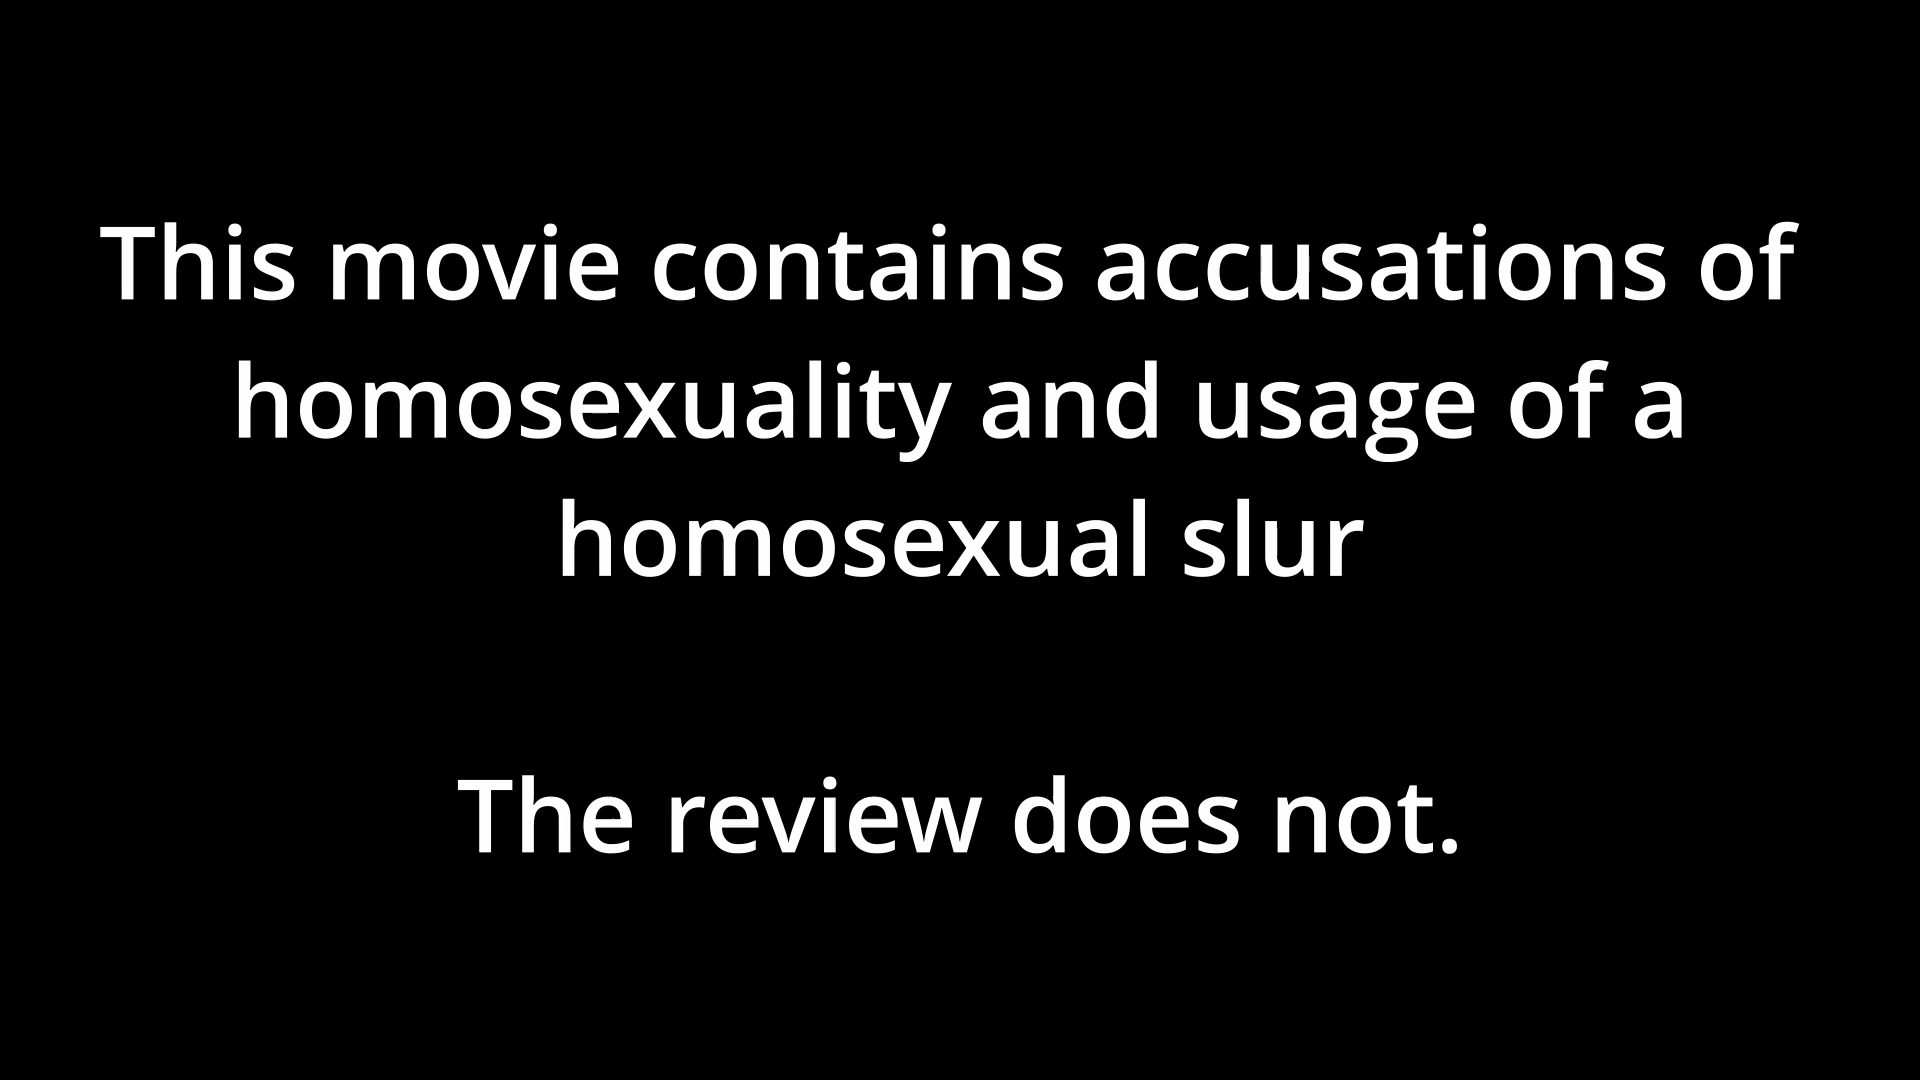 This movie contains accusations of
homosexuality and usage of a
homosexual slur
The review does not.